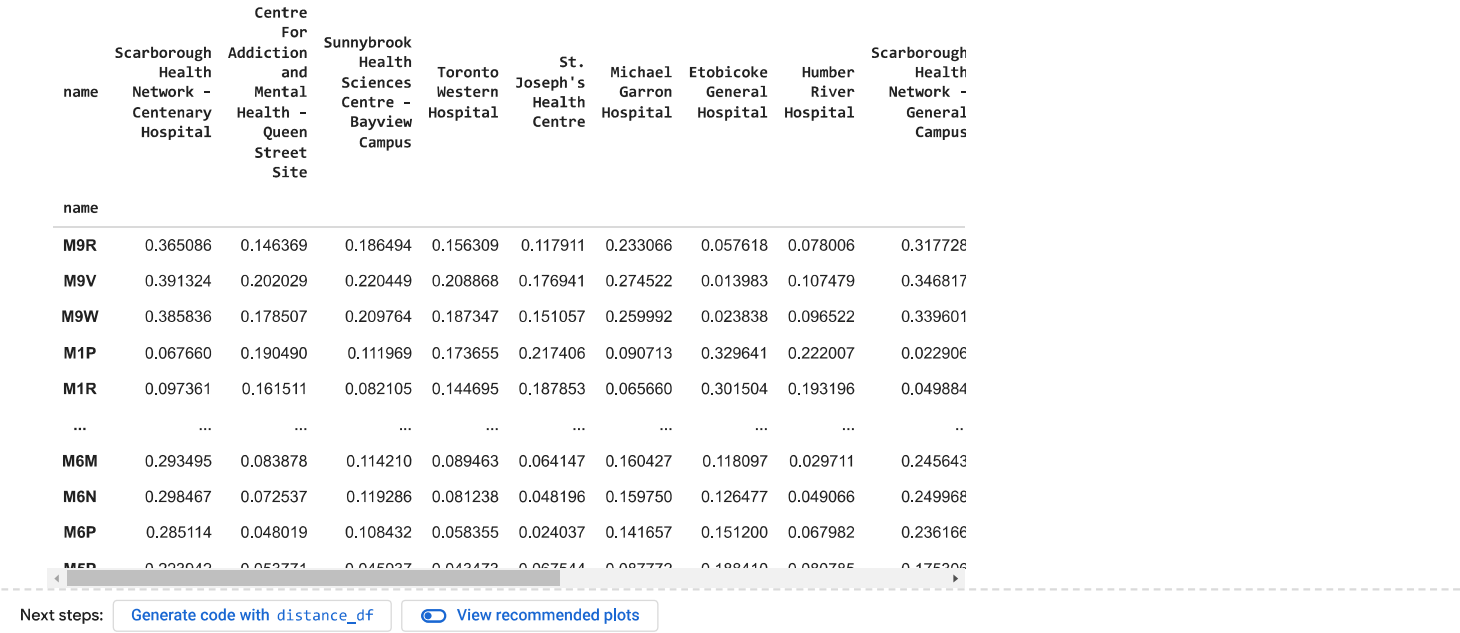 name Scarborough Health Network - Centenary Hospital Centre For Addiction and Mental Health - Queen Street Site Sunnybrook Health Sciences Centre - Bayview Campus Toronto Western Hospital St. Joseph's Health Centre Michael Garron Hospital Etobicoke General Hospital Humber River Hospital Scarborough Health Network - General Campus
name
M9R 0.365086 0.146369 0.186494 0.156309 0.117911 0.233066 0.057618 0.078006 0.317728
M9V 0.391324 0.202029 0.220449 0.208868 0.176941 0.274522 0.013983 0.107479 0.346817
M9W 0.385836 0.178507 0.209764 0.187347 0.151057 0.259992 0.023838 0.096522 0.339601
M1P 0.067660 0.190490 0.111969 0.173655 0.217406 0.090713 0.329641 0.222007 0.022906
M1R 0.097361 0.161511 0.082105 0.144695 0.187853 0.065660 0.301504 0.193196 0.049884
... ... ... ... ... ... ... ... ... ..
M6M 0.293495 0.083878 0.114210 0.089463 0.064147 0.160427 0.118097 0.029711 0.245643
M6N 0.298467 0.072537 0.119286 0.081238 0.048196 0.159750 0.126477 0.049066 0.249968
M6P 0.285114 0.048019 0.108432 0.058355 0.024037 0.141657 0.151200 0.067982 0.236166
Next steps: Generate code with distance_df View recommended plots